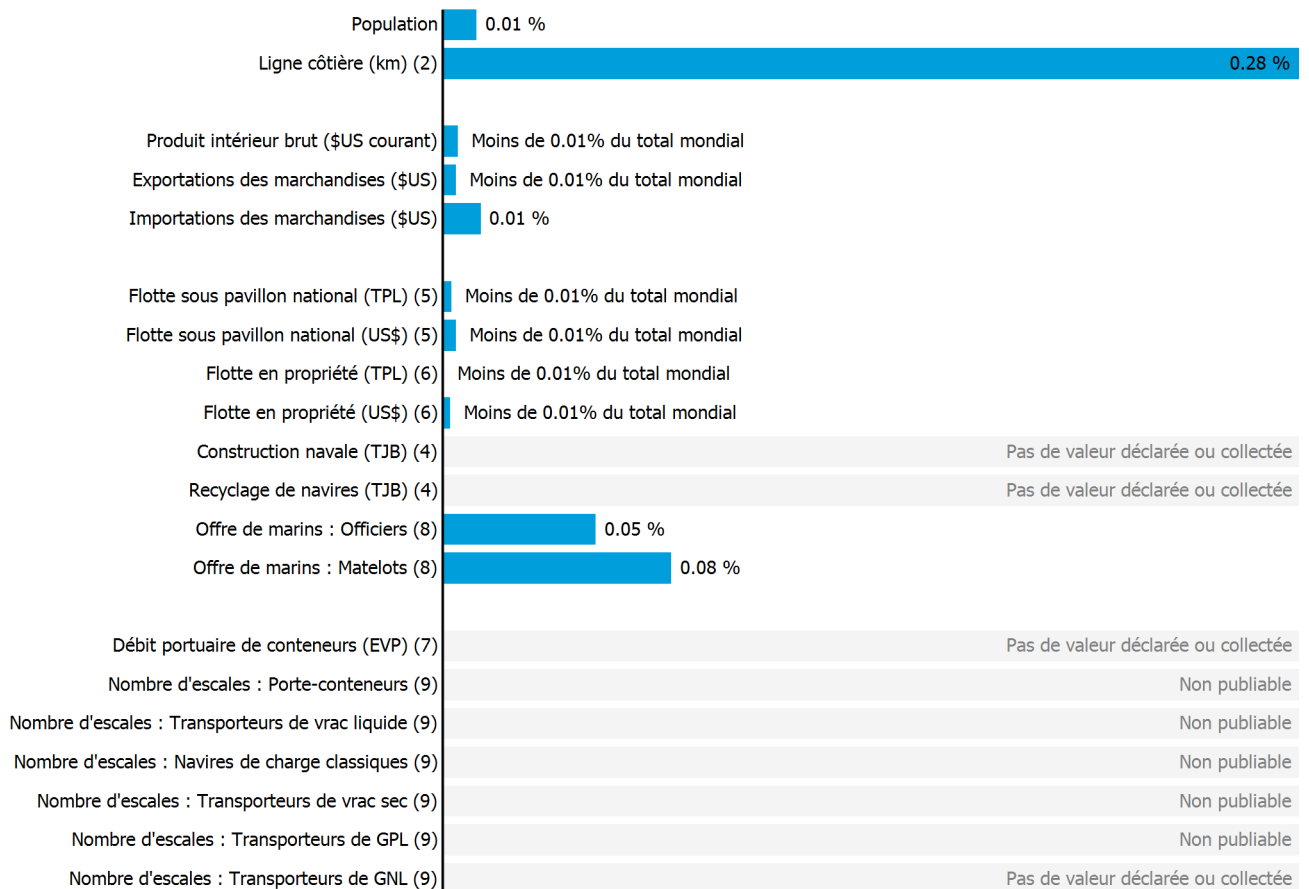 Population 0.01 %
Ligne côtière (km) (2) 0.28 %
Produit intérieur brut ($US courant) Moins de 0.01% du total mondial
Exportations des marchandises ($US) Moins de 0.01% du total mondial
Importations des marchandises ($US) 0.01 %
Flotte sous pavillon national (TPL) (5) Moins de 0.01% du total mondial
Flotte sous pavillon national (US$) (5) Moins de 0.01% du total mondial
Flotte en propriété (TPL) (6) Moins de 0.01% du total mondial
Flotte en propriété (US$) (6) Moins de 0.01% du total mondial
Construction navale (TJB) (4) Pas de valeur déclarée ou collectée
Recyclage de navires (TJB) (4) Pas de valeur déclarée ou collectée
Offre de marins : Officiers (8) 0.05 %
Offre de marins : Matelots (8) 0.08 %
Débit portuaire de conteneurs (EVP) (7) Pas de valeur déclarée ou collectée
Nombre d'escales : Porte-conteneurs (9) Non publiable
Nombre d'escales : Transporteurs de vrac liquide (9) Non publiable
Nombre d'escales : Navires de charge classiques (9) Non publiable
Nombre d'escales : Transporteurs de vrac sec (9) Non publiable
Nombre d'escales : Transporteurs de GPL (9) Non publiable
Nombre d'escales : Transporteurs de GNL (9) Pas de valeur déclarée ou collectée